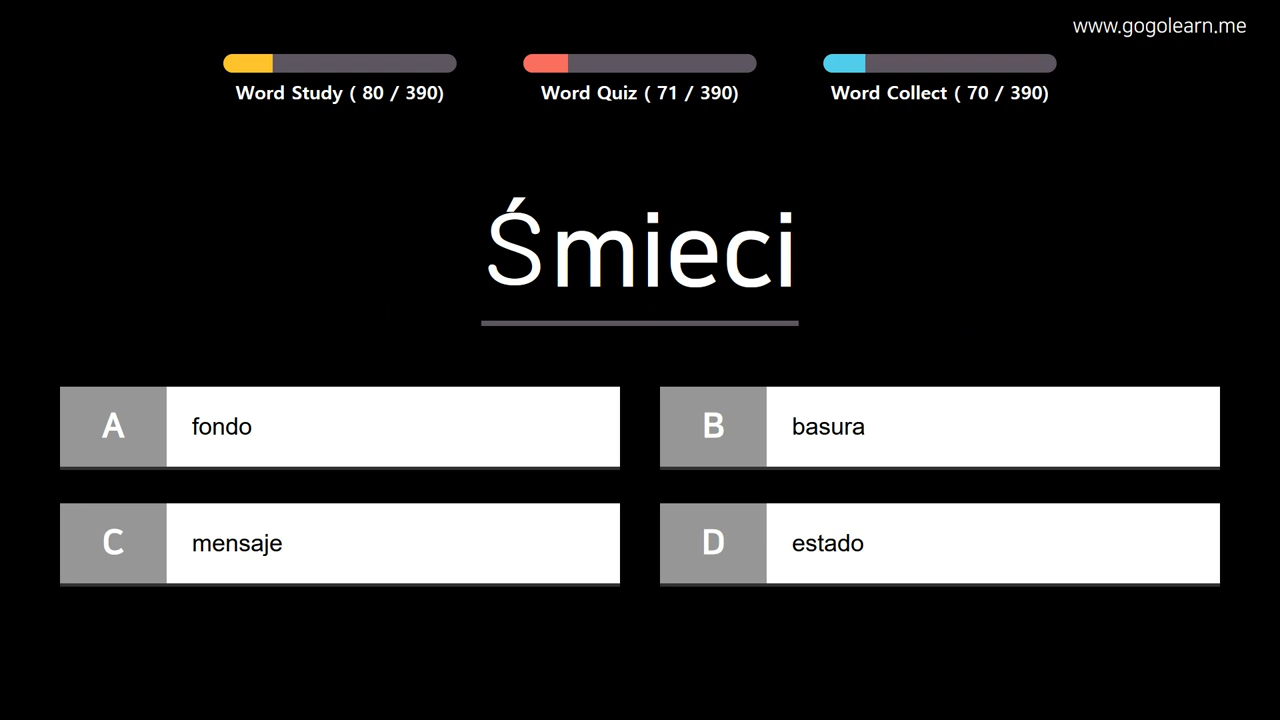 www.gogolearn.me
Word Study ( 80 / 390)
Word Quiz ( 71 / 390)
Word Collect ( 70 / 390)
Śmieci
A fondo
B basura
C mensaje
D estado